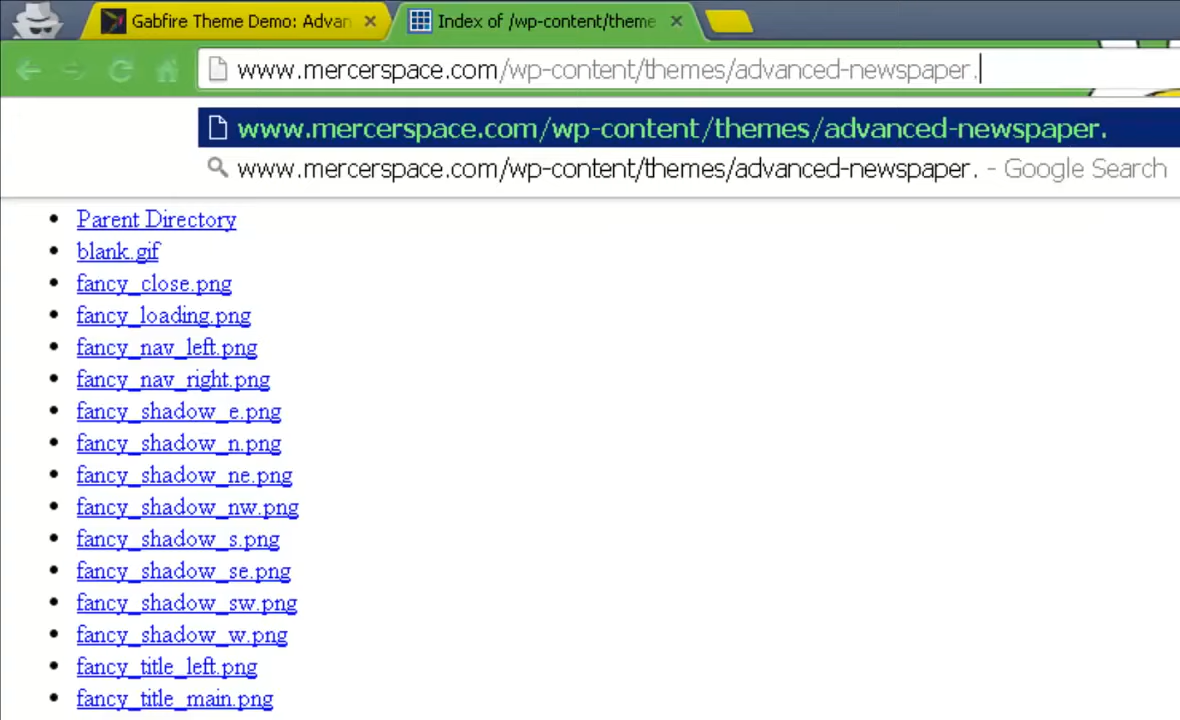 Gabfire Theme Demo: Advan
Index of /wp-content/theme
www.mercerspace.com/wp-content/themes/advanced-newspaper.
www.mercerspace.com/wp-content/themes/advanced-newspaper.
www.mercerspace.com/wp-content/themes/advanced-newspaper. - Google Search
Parent Directory
blank.gif
fancy_close.png
fancy_loading.png
fancy_nav_left.png
fancy_nav_right.png
fancy_shadow_e.png
fancy_shadow_n.png
fancy_shadow_ne.png
fancy_shadow_nw.png
fancy_shadow_s.png
fancy_shadow_se.png
fancy_shadow_sw.png
fancy_shadow_w.png
fancy_title_left.png
fancy_title_main.png